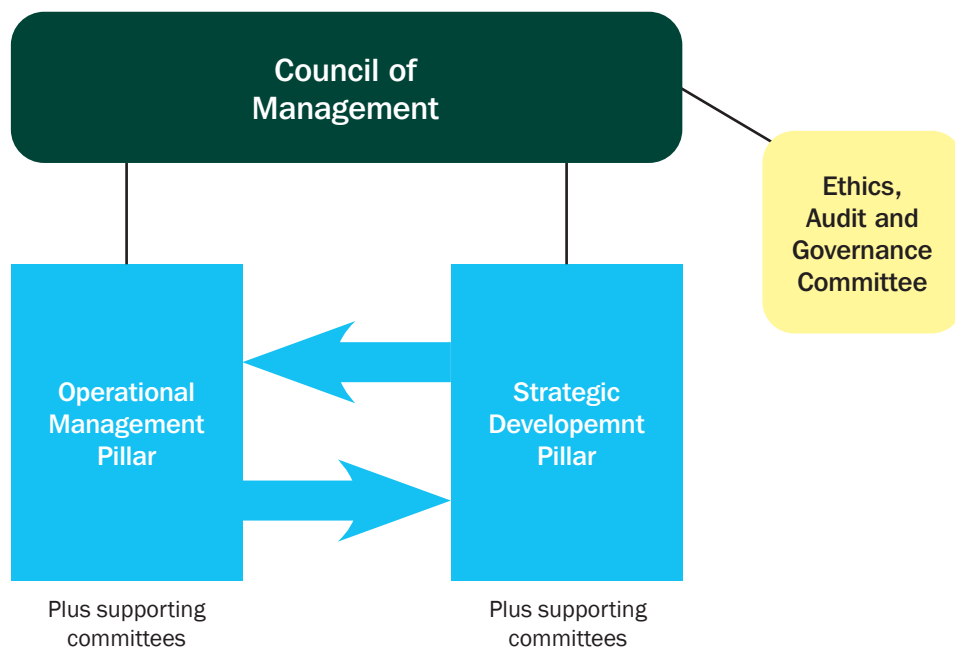 Council of
Management
Ethics,
Audit and
Governance
Committee
Operational
Management
Pillar
Strategic
Developemnt
Pillar
Plus supporting
committees
Plus supporting
committees